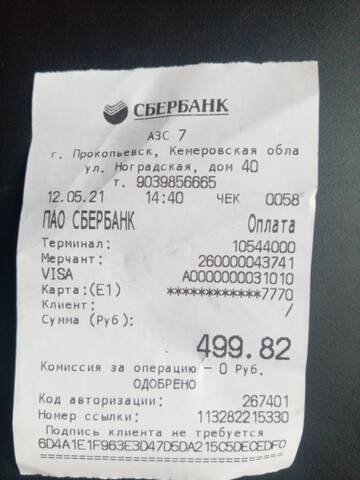 СБЕРБАНК
АЗС 7
г. Прокопьевск, Кемеровская обла
ул. Ноградская, дом 40
т. 9039856665
12.05.21 14:40 ЧЕК 0058
ПАО СБЕРБАНК Оплата
Терминал: 10544000
Мерчант: 260000043741
VISA A0000000031010
Карта:(E1) ************7770
Клиент: /
Сумма (Руб):
499.82
Комиссия за операцию – 0 Руб.
ОДОБРЕНО
Код авторизации: 267401
Номер ссылки: 113282215330
Подпись клиента не требуется
6D4A1E1F963E3D47D5DA215C5DECEDF0
================================